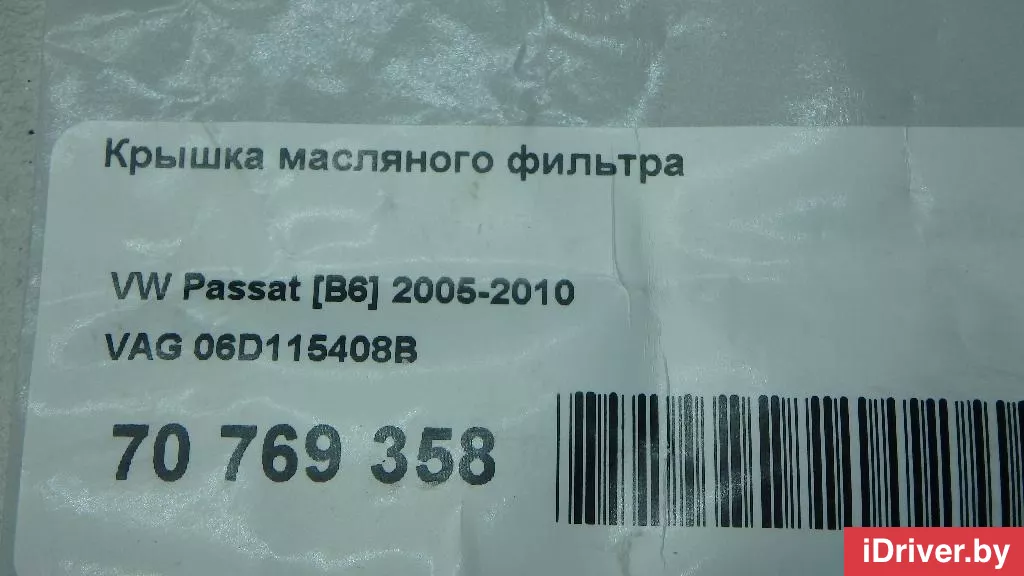 Крышка масляного фильтра
VW Passat [B6] 2005-2010
VAG 06D115408B
70 769 358
iDriver.by